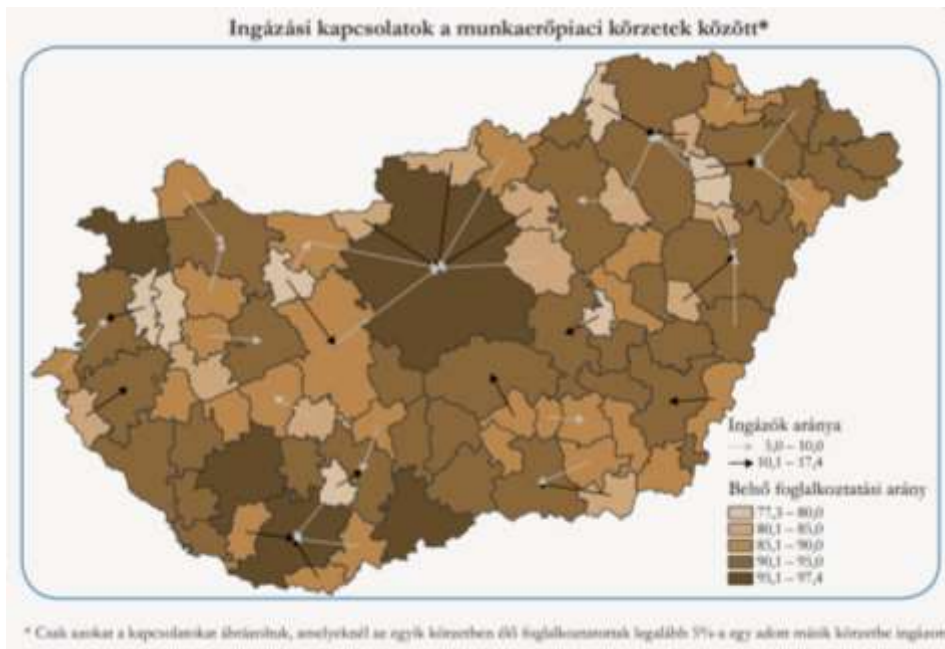 Ingázási kapcsolatok a munkaerőpiaci körzetek között*
Ingázók aránya
5,0 – 10,0
10,1 – 17,4
Belső foglalkoztatási arány
77,3 – 80,0
80,1 – 85,0
85,1 – 90,0
90,1 – 95,0
95,1 – 97,4
* Csak azokat a kapcsolatokat ábrázoltuk, amelyeknél az egyik körzetben élő foglalkoztatottak legalább 5%-a egy adott másik körzetbe ingázott